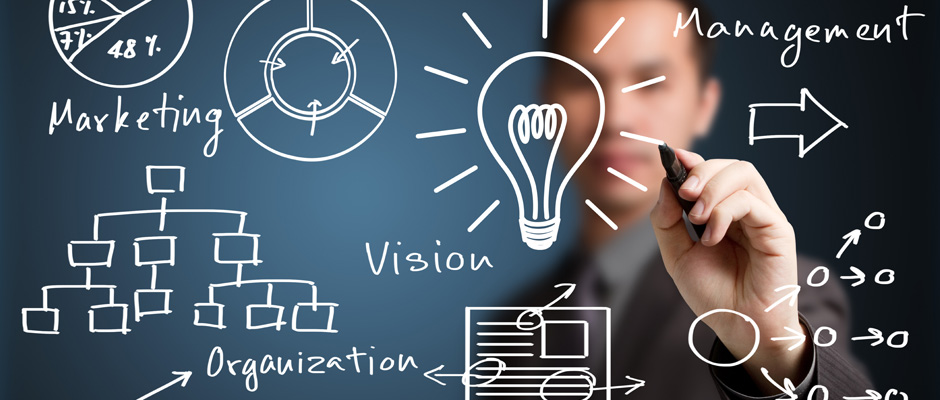 15%
7%
48%
Management
Marketing
Vision
Organization